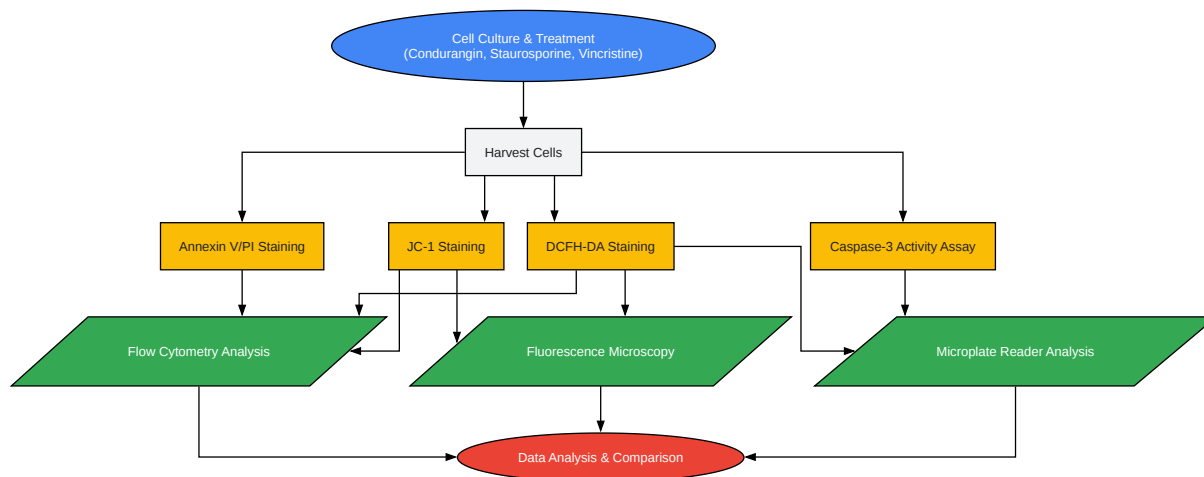 Cell Culture & Treatment
(Condurangin, Staurosporine, Vincristine)
Harvest Cells
Annexin V/PI Staining
JC-1 Staining
DCFH-DA Staining
Caspase-3 Activity Assay
Flow Cytometry Analysis
Fluorescence Microscopy
Microplate Reader Analysis
Data Analysis & Comparison